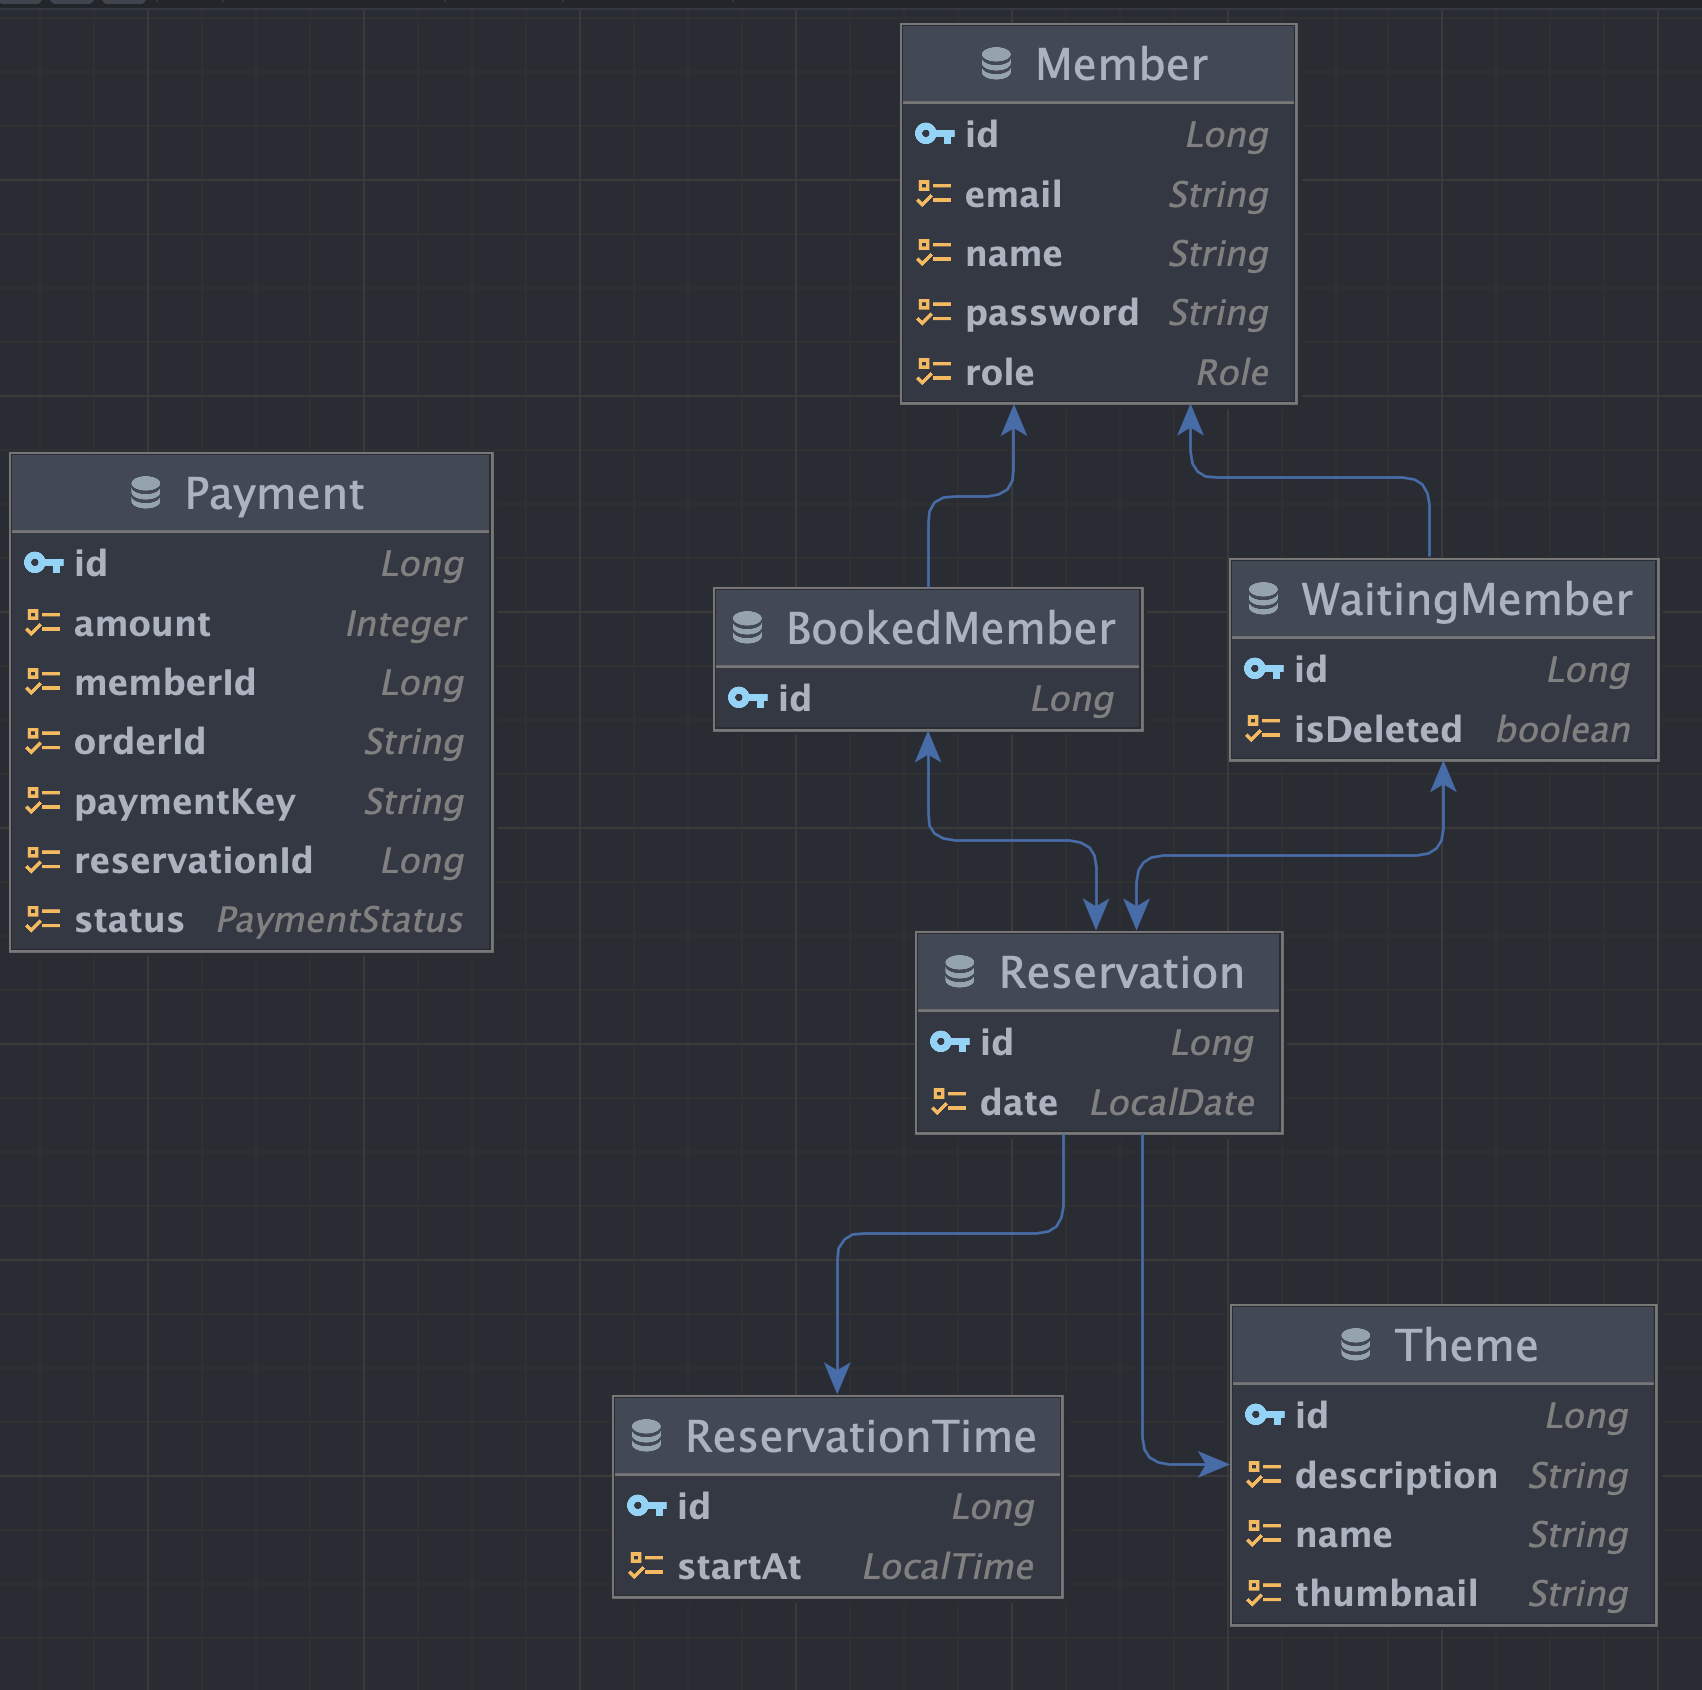 Member
id Long
email String
name String
password String
role Role
Payment
id Long
amount Integer
memberId Long
orderId String
paymentKey String
reservationId Long
status PaymentStatus
BookedMember
id Long
WaitingMember
id Long
isDeleted boolean
Reservation
id Long
date LocalDate
ReservationTime
id Long
startAt LocalTime
Theme
id Long
description String
name String
thumbnail String